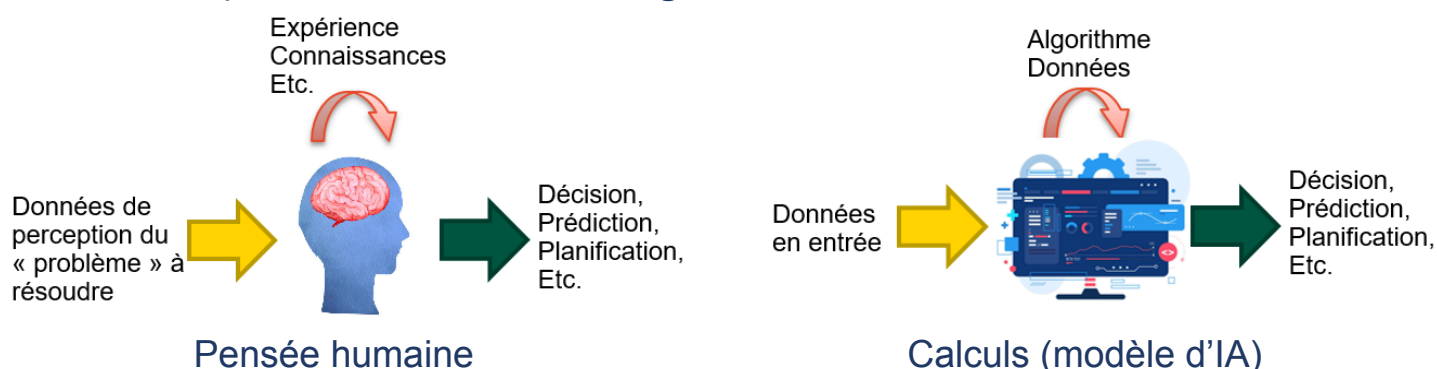 Expérience
Connaissances
Etc.
Données de
perception du
« problème » à
résoudre
Décision,
Prédiction,
Planification,
Etc.
Pensée humaine
Algorithme
Données
Données
en entrée
Décision,
Prédiction,
Planification,
Etc.
Calculs (modèle d’IA)